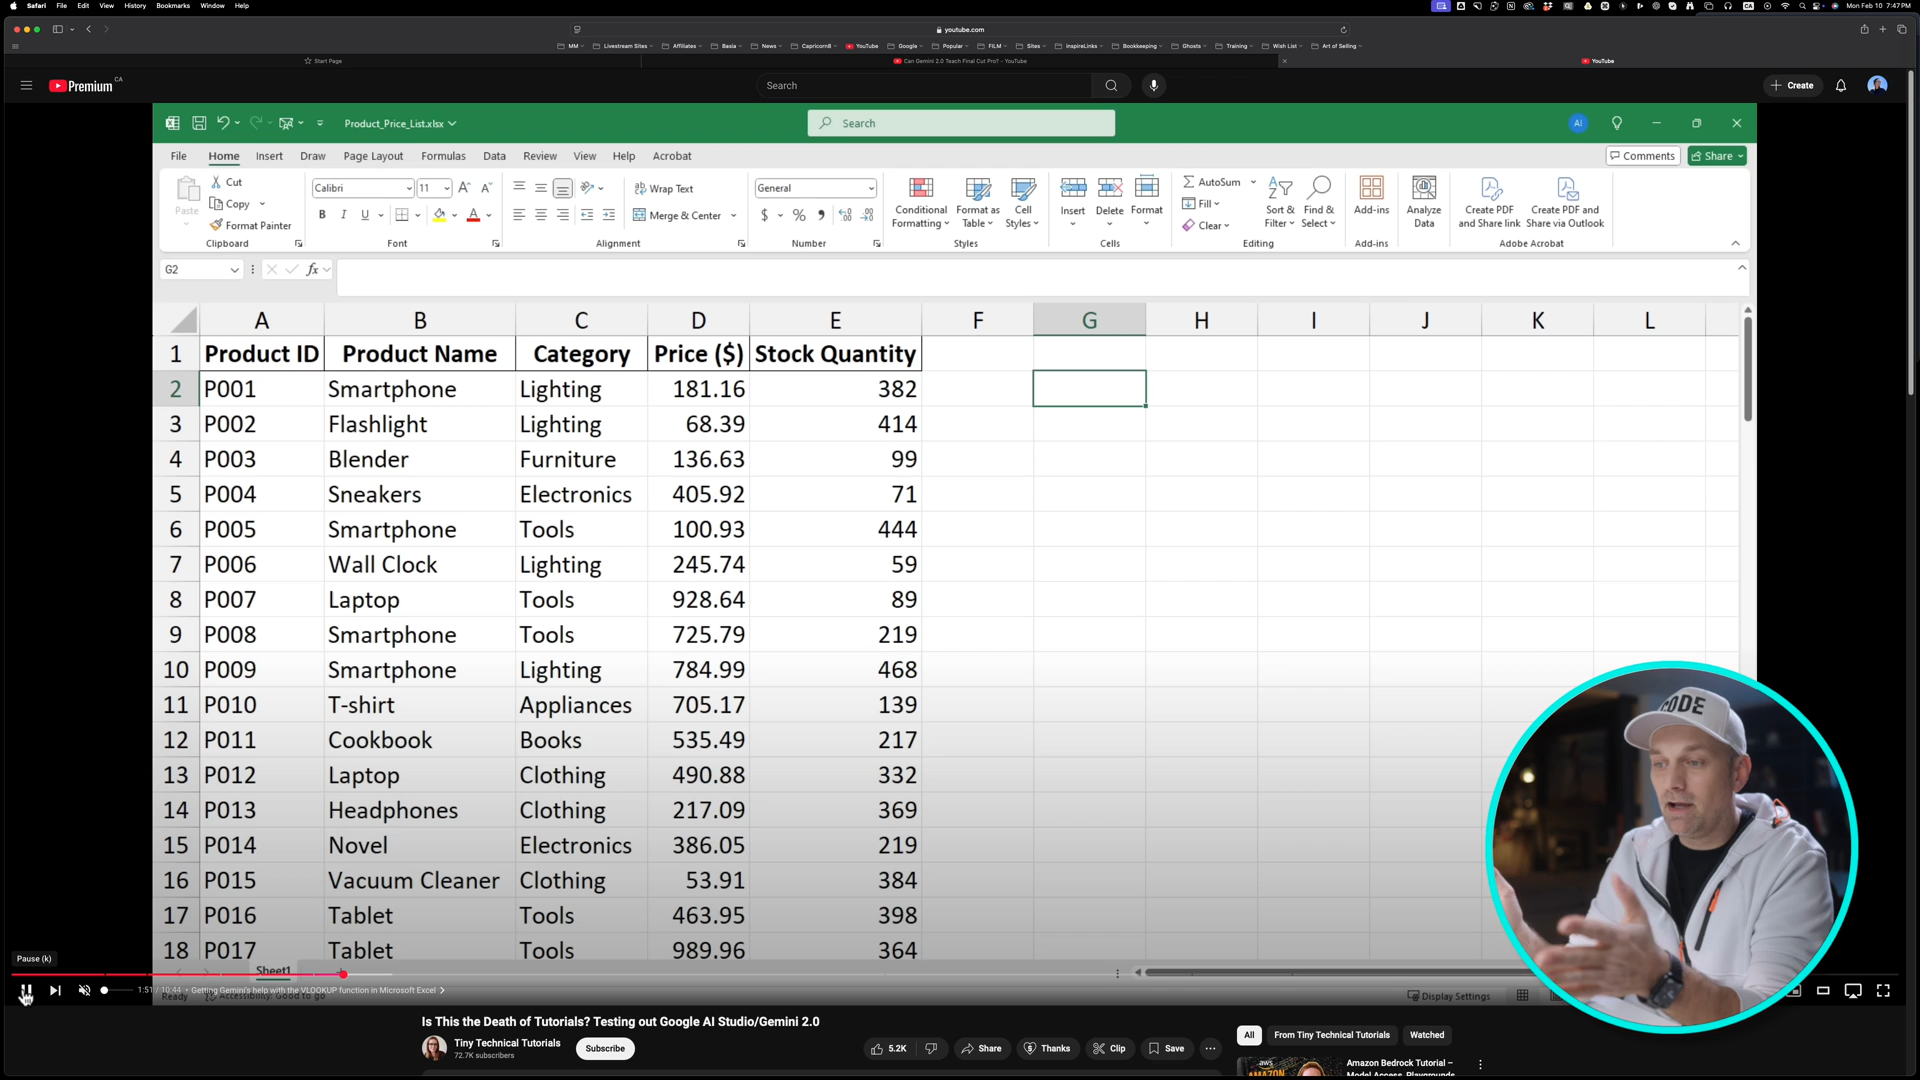 Safari File Edit View History Bookmarks Window Help
Mon Feb 10 7:47 PM
youtube.com
MM Livestream Sites Affiliates Basia News Capricorn8 YouTube Google Popular FILM Sites inspireLinks Bookkeeping Ghosts Training Wish List Art of Selling
Start Page
Can Gemini 2.0 Teach Final Cut Pro? - YouTube
YouTube
Premium CA
Search
Create
Product_Price_List.xlsx
Search
AI
File Home Insert Draw Page Layout Formulas Data Review View Help Acrobat
Comments Share
Paste
Cut
Copy
Format Painter
Clipboard
Calibri 11
B I U
Font
Wrap Text
Merge & Center
Alignment
General
$ % ,
Number
Conditional Formatting
Format as Table
Cell Styles
Styles
Insert
Delete
Format
Cells
AutoSum
Fill
Clear
Sort & Filter
Find & Select
Editing
Add-ins
Add-ins
Analyze Data
Create PDF and Share link
Create PDF and Share via Outlook
Adobe Acrobat
G2 fx
A B C D E F G H I J K L
1 Product ID Product Name Category Price ($) Stock Quantity
2 P001 Smartphone Lighting 181.16 382
3 P002 Flashlight Lighting 68.39 414
4 P003 Blender Furniture 136.63 99
5 P004 Sneakers Electronics 405.92 71
6 P005 Smartphone Tools 100.93 444
7 P006 Wall Clock Lighting 245.74 59
8 P007 Laptop Tools 928.64 89
9 P008 Smartphone Tools 725.79 219
10 P009 Smartphone Lighting 784.99 468
11 P010 T-shirt Appliances 705.17 139
12 P011 Cookbook Books 535.49 217
13 P012 Laptop Clothing 490.88 332
14 P013 Headphones Clothing 217.09 369
15 P014 Novel Electronics 386.05 219
16 P015 Vacuum Cleaner Clothing 53.91 384
17 P016 Tablet Tools 463.95 398
18 P017 Tablet Tools 989.96 364
CODE
Pause (k)
Sheet1
1:51 / 10:44 • Getting Gemini's help with the VLOOKUP function in Microsoft Excel
Ready Accessibility: Good to go
Display Settings
Is This the Death of Tutorials? Testing out Google AI Studio/Gemini 2.0
Tiny Technical Tutorials
72.7K subscribers
Subscribe
5.2K
Share
Thanks
Clip
Save
All
From Tiny Technical Tutorials
Watched
aws
AMAZON
Amazon Bedrock Tutorial –
Model Access, Playgrounds